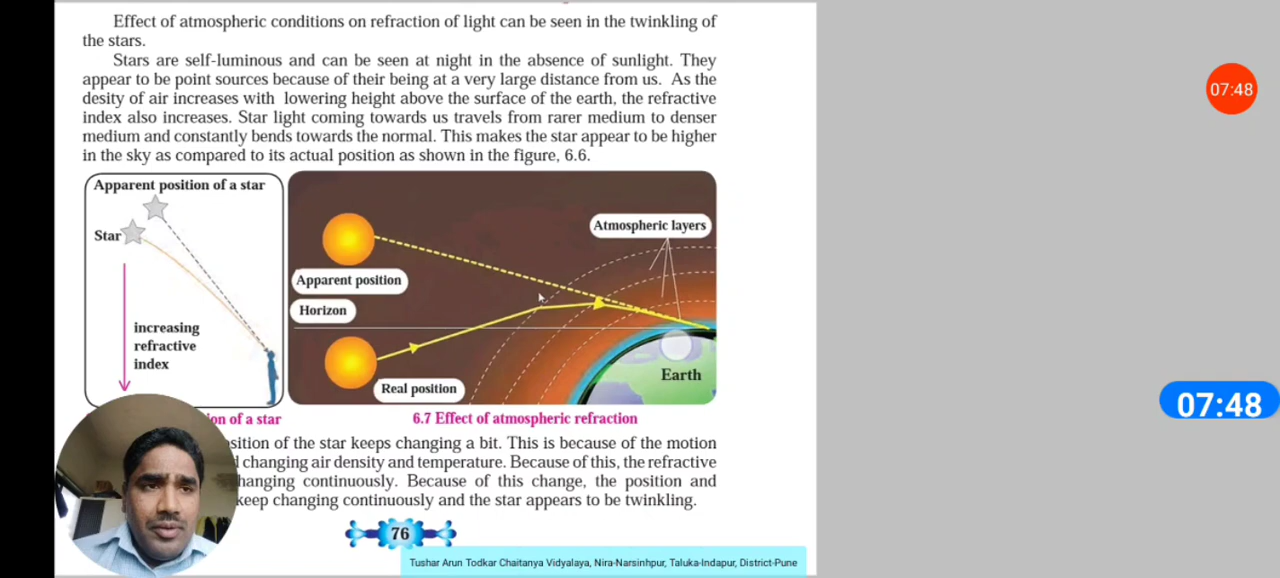 Effect of atmospheric conditions on refraction of light can be seen in the twinkling of
the stars.
Stars are self-luminous and can be seen at night in the absence of sunlight. They
appear to be point sources because of their being at a very large distance from us. As the
desity of air increases with lowering height above the surface of the earth, the refractive
index also increases. Star light coming towards us travels from rarer medium to denser
medium and constantly bends towards the normal. This makes the star appear to be higher
in the sky as compared to its actual position as shown in the figure, 6.6.
Apparent position of a star
Star
increasing
refractive
index
Atmospheric layers
Apparent position
Horizon
Real position
Earth
of a star
6.7 Effect of atmospheric refraction
of the star keeps changing a bit. This is because of the motion
changing air density and temperature. Because of this, the refractive
continuously. Because of this change, the position and
keep changing continuously and the star appears to be twinkling.
76
Tushar Arun Todkar Chaitanya Vidyalaya, Nira-Narsinhpur, Taluka-Indapur, District-Pune
07:48
07:48